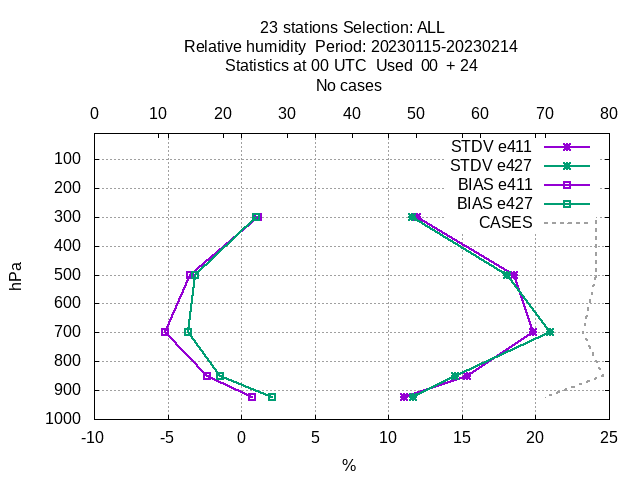 23 stations Selection: ALL
Relative humidity  Period: 20230115-20230214
Statistics at 00 UTC  Used  00  + 24
No cases
0 10 20 30 40 50 60 70 80
STDV e411
STDV e427
BIAS e411
BIAS e427
CASES
100
200
300
400
500
600
700
800
900
1000
hPa
-10 -5 0 5 10 15 20 25
%